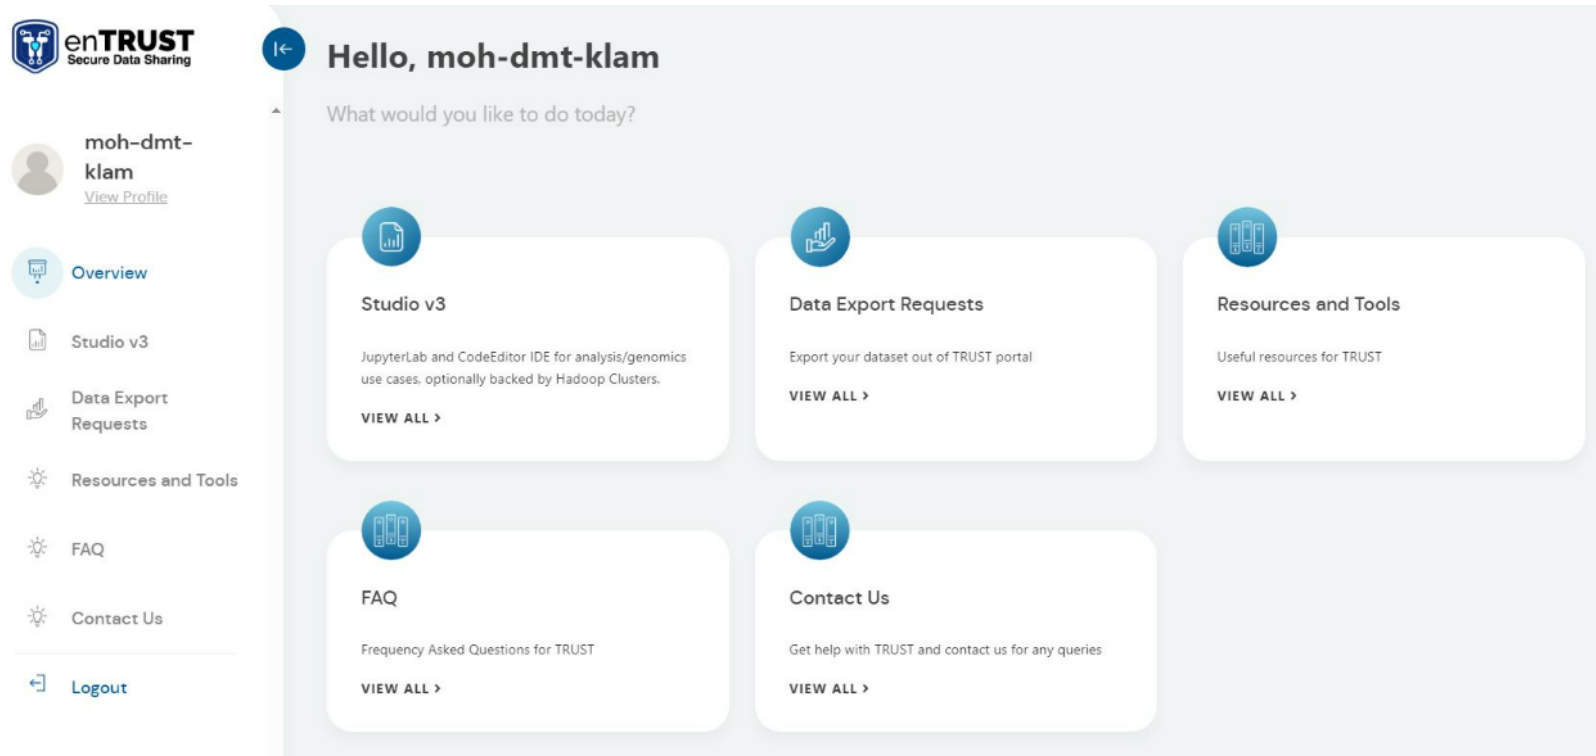 enTRUST
Secure Data Sharing
moh-dmt-
klam
View Profile
Overview
Studio v3
Data Export
Requests
Resources and Tools
FAQ
Contact Us
Logout
Hello, moh-dmt-klam
What would you like to do today?
Studio v3
JupyterLab and CodeEditor IDE for analysis/genomics
use cases, optionally backed by Hadoop Clusters.
VIEW ALL >
Data Export Requests
Export your dataset out of TRUST portal
VIEW ALL >
Resources and Tools
Useful resources for TRUST
VIEW ALL >
FAQ
Frequency Asked Questions for TRUST
VIEW ALL >
Contact Us
Get help with TRUST and contact us for any queries
VIEW ALL >